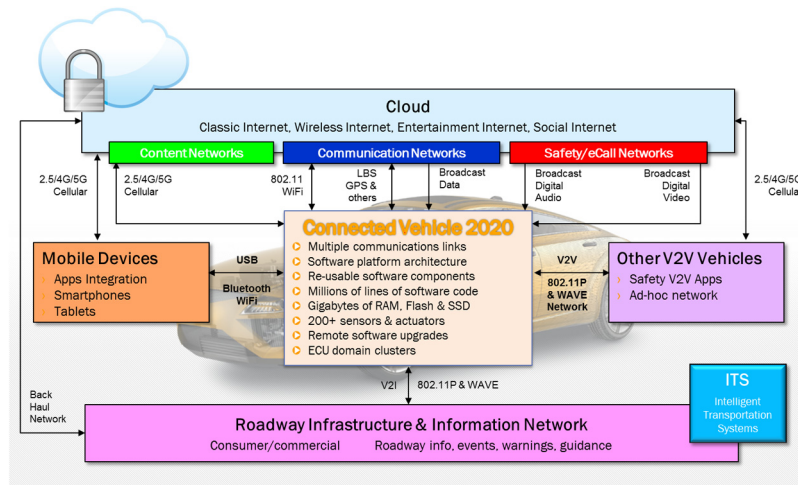 Cloud
Classic Internet, Wireless Internet, Entertainment Internet, Social Internet
Content Networks
Communication Networks
Safety/eCall Networks
2.5/4G/5G
Cellular
2.5/4G/5G
Cellular
802.11
WiFi
LBS
GPS &
others
Broadcast
Data
Broadcast
Digital
Audio
Broadcast
Digital
Video
2.5/4G/5G
Cellul
Connected Vehicle 2020
Multiple communications links
Software platform architecture
Re-usable software components
Millions of lines of software code
Gigabytes of RAM, Flash & SSD
200+ sensors & actuators
Remote software upgrades
ECU domain clusters
Mobile Devices
Apps Integration
Smartphones
Tablets
USB
Bluetooth
WiFi
V2V
802.11P
& WAVE
Network
Other V2V Vehicles
Safety V2V Apps
Ad-hoc network
V2I
802.11P & WAVE
Back
Haul
Network
ITS
Intelligent
Transportation
Systems
Roadway Infrastructure & Information Network
Consumer/commercial
Roadway info, events, warnings, guidance